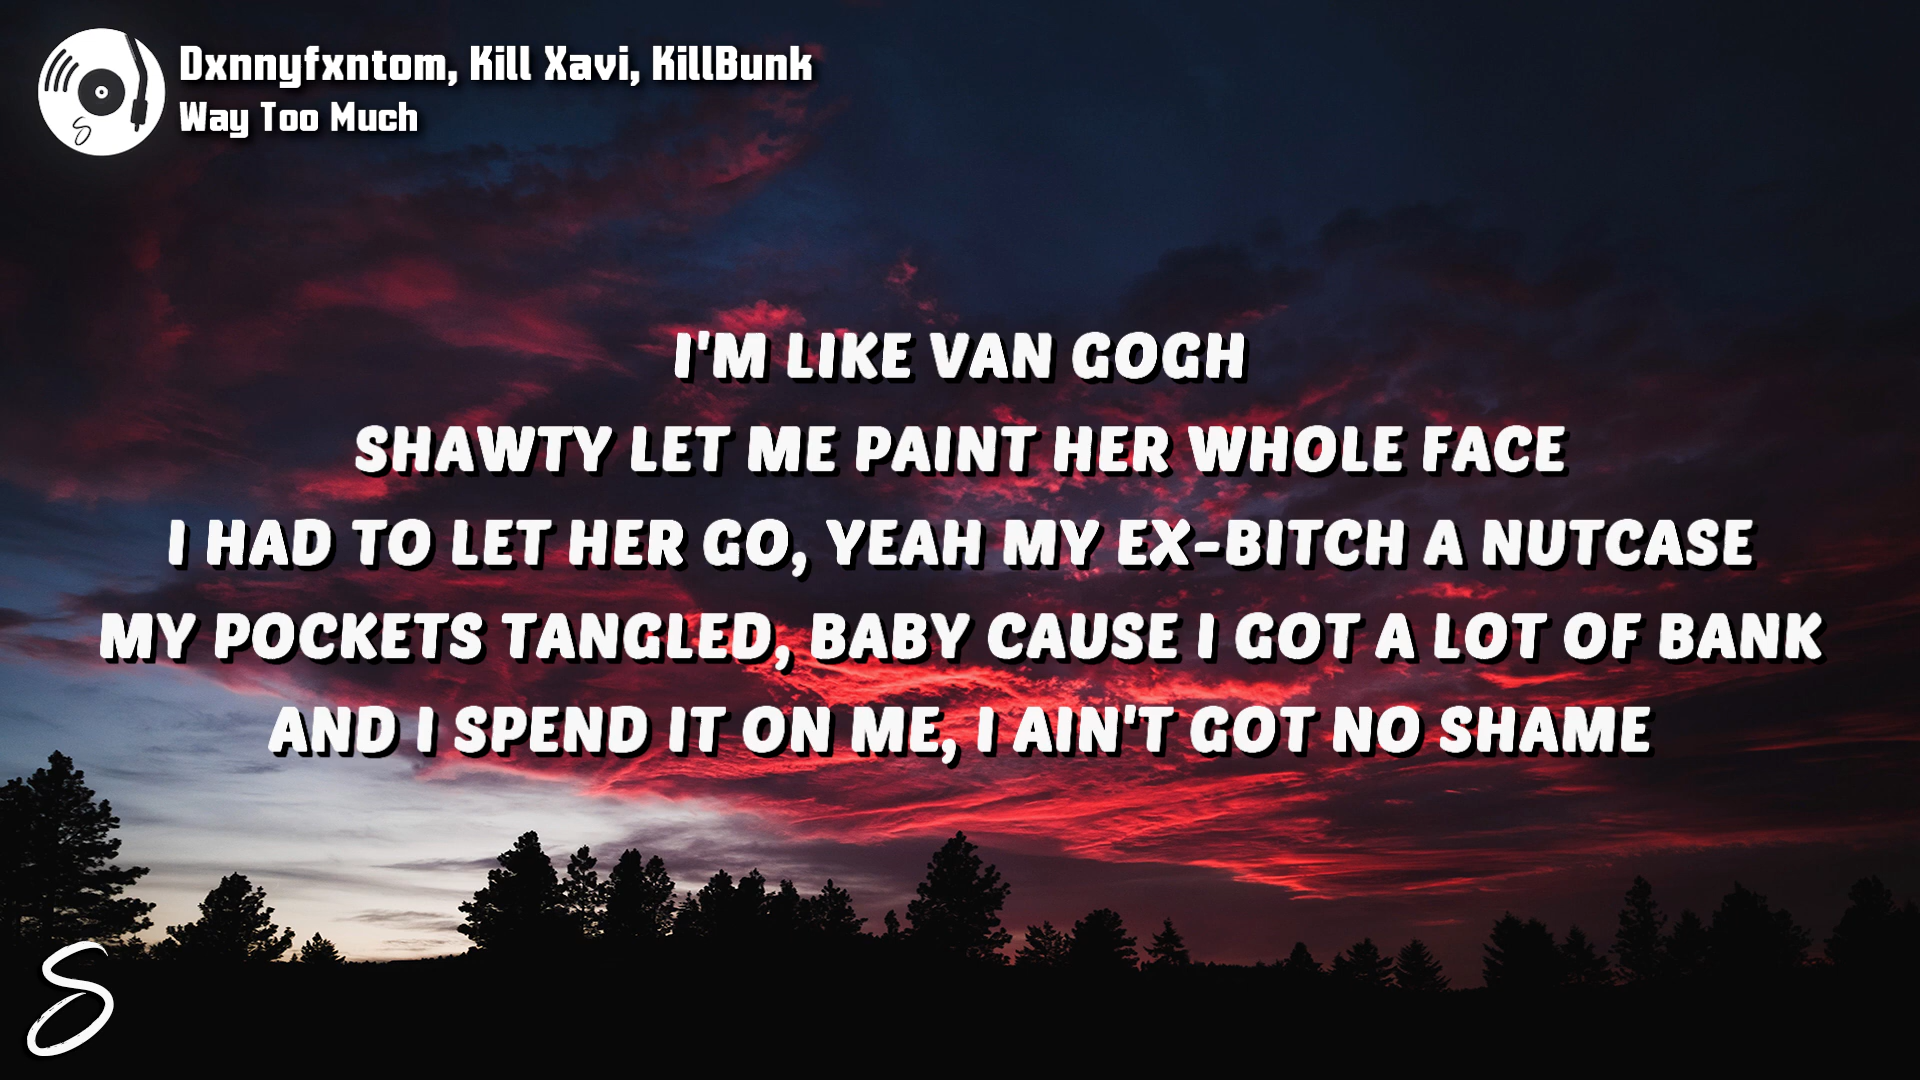 Dxnnyfxntom, Kill Xavi, KillBunk
Way Too Much
I'M LIKE VAN GOGH
SHAWTY LET ME PAINT HER WHOLE FACE
I HAD TO LET HER GO, YEAH MY EX-BITCH A NUTCASE
MY POCKETS TANGLED, BABY CAUSE I GOT A LOT OF BANK
AND I SPEND IT ON ME, I AIN'T GOT NO SHAME
S